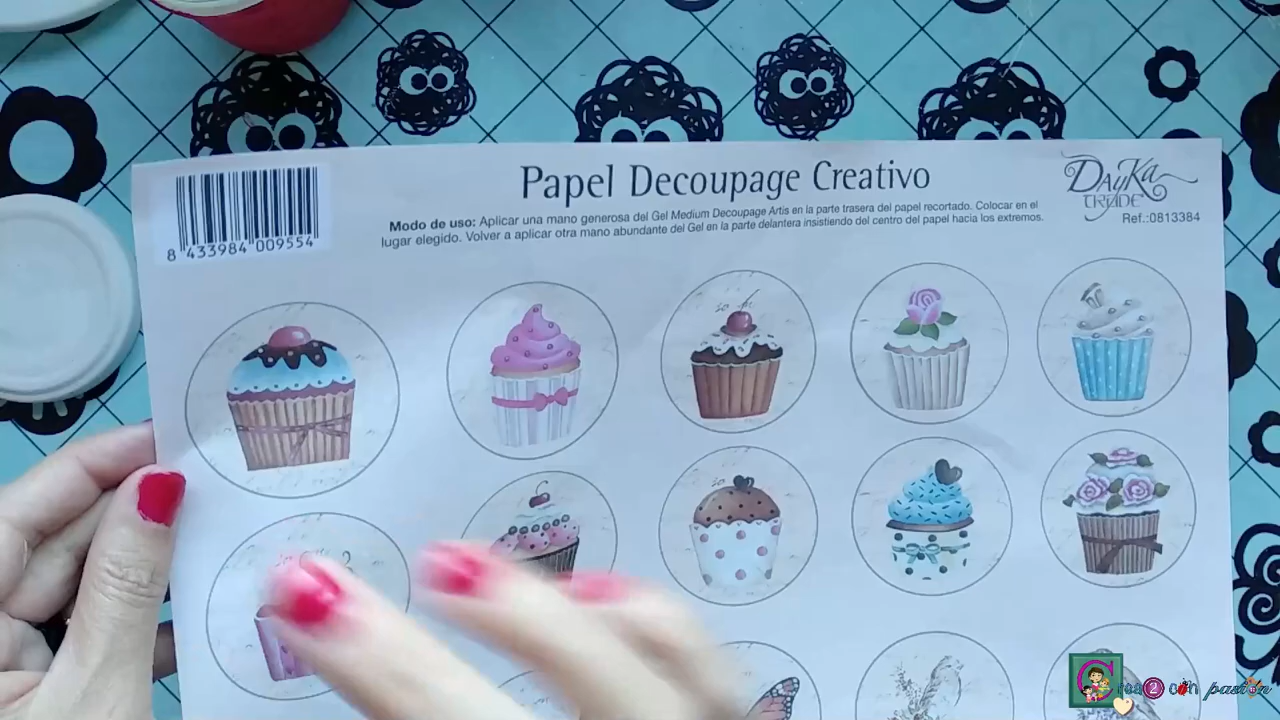 Papel Decoupage Creativo
DAYKA
TRADE
Modo de uso: Aplicar una mano generosa del Gel Medium Decoupage Artis en la parte trasera del papel recortado. Colocar en el
lugar elegido. Volver a aplicar otra mano abundante del Gel en la parte delantera insistiendo del centro del papel hacia los extremos.
Ref.:0813384
8 433984 009554
con pasión